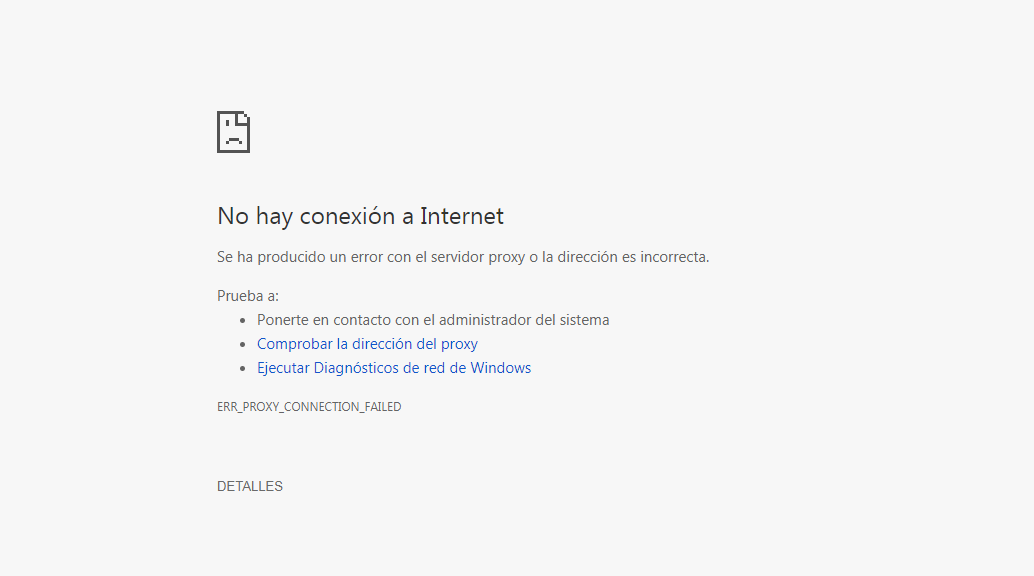 No hay conexión a Internet
Se ha producido un error con el servidor proxy o la dirección es incorrecta.
Prueba a:
• Ponerte en contacto con el administrador del sistema
• Comprobar la dirección del proxy
• Ejecutar Diagnósticos de red de Windows
ERR_PROXY_CONNECTION_FAILED
DETALLES